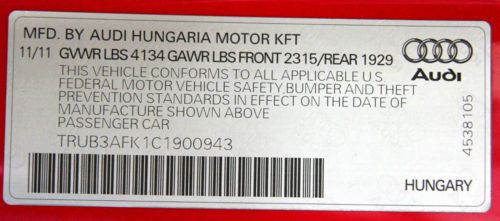 MFD. BY AUDI HUNGARIA MOTOR KFT
11/11 GVWR LBS 4134 GAWR LBS FRONT 2315/REAR 1929
THIS VEHICLE CONFORMS TO ALL APPLICABLE U S
FEDERAL MOTOR VEHICLE SAFETY,BUMPER AND THEFT
PREVENTION STANDARDS IN EFFECT ON THE DATE OF
MANUFACTURING SHOWN ABOVE
PASSENGER CAR
TRUB3AFK1C1900943
Audi
4538105
HUNGARY